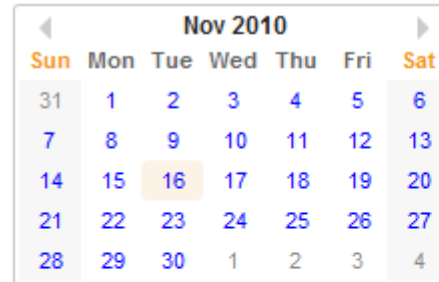 Nov 2010
Sun Mon Tue Wed Thu Fri Sat
31 1 2 3 4 5 6
7 8 9 10 11 12 13
14 15 16 17 18 19 20
21 22 23 24 25 26 27
28 29 30 1 2 3 4